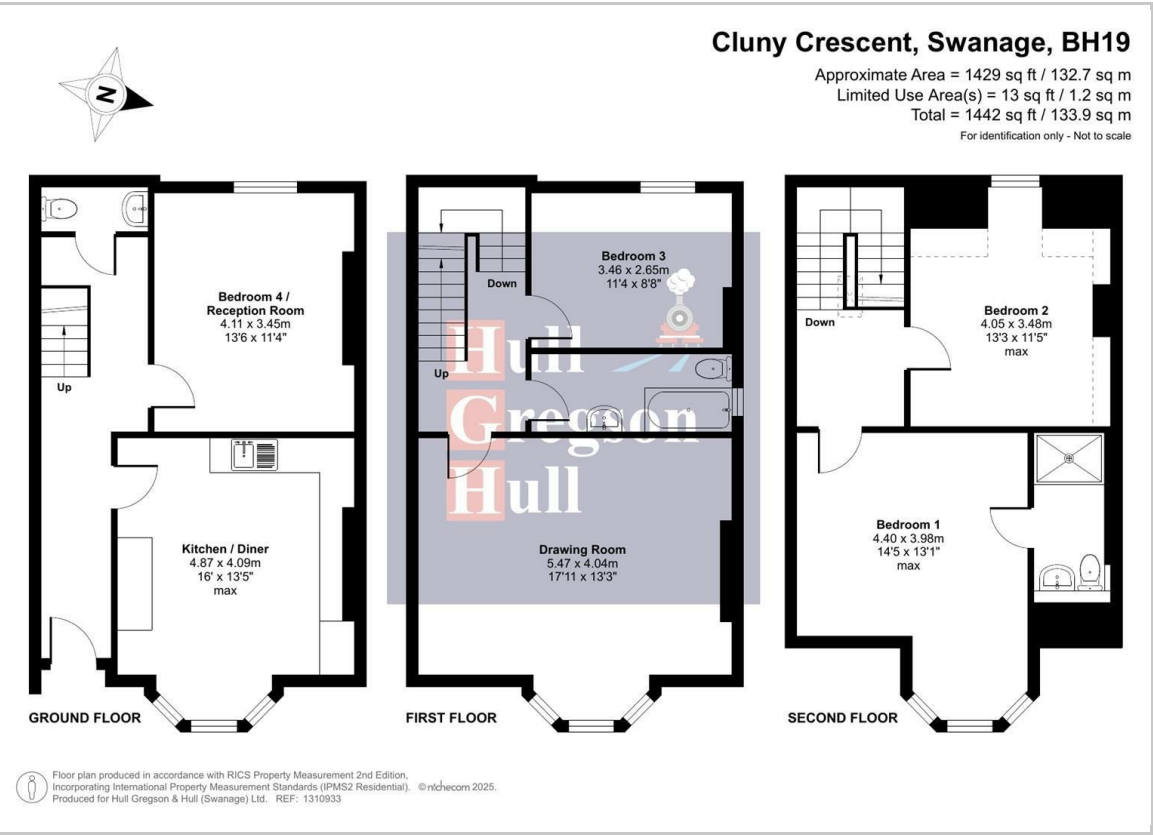 Cluny Crescent, Swanage, BH19
Approximate Area = 1429 sq ft / 132.7 sq m
Limited Use Area(s) = 13 sq ft / 1.2 sq m
Total = 1442 sq ft / 133.9 sq m
For identification only - Not to scale
N
Bedroom 4 /
Reception Room
4.11 x 3.45m
13'6 x 11'4"
Up
Kitchen / Diner
4.87 x 4.09m
16' x 13'5"
max
GROUND FLOOR
Bedroom 3
3.46 x 2.65m
11'4 x 8'8"
Down
Up
Hull
Gregson
Hull
Drawing Room
5.47 x 4.04m
17'11 x 13'3"
FIRST FLOOR
Down
Bedroom 2
4.05 x 3.48m
13'3 x 11'5"
max
Bedroom 1
4.40 x 3.98m
14'5 x 13'1"
max
SECOND FLOOR
Floor plan produced in accordance with RICS Property Measurement 2nd Edition,
Incorporating International Property Measurement Standards (IPMS2 Residential). © ntchecom 2025.
Produced for Hull Gregson & Hull (Swanage) Ltd. REF: 1310933